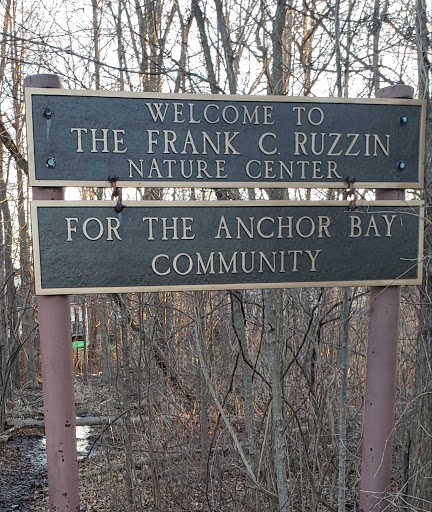 WELCOME TO
THE FRANK C. RUZZIN
NATURE CENTER
FOR THE ANCHOR BAY
COMMUNITY